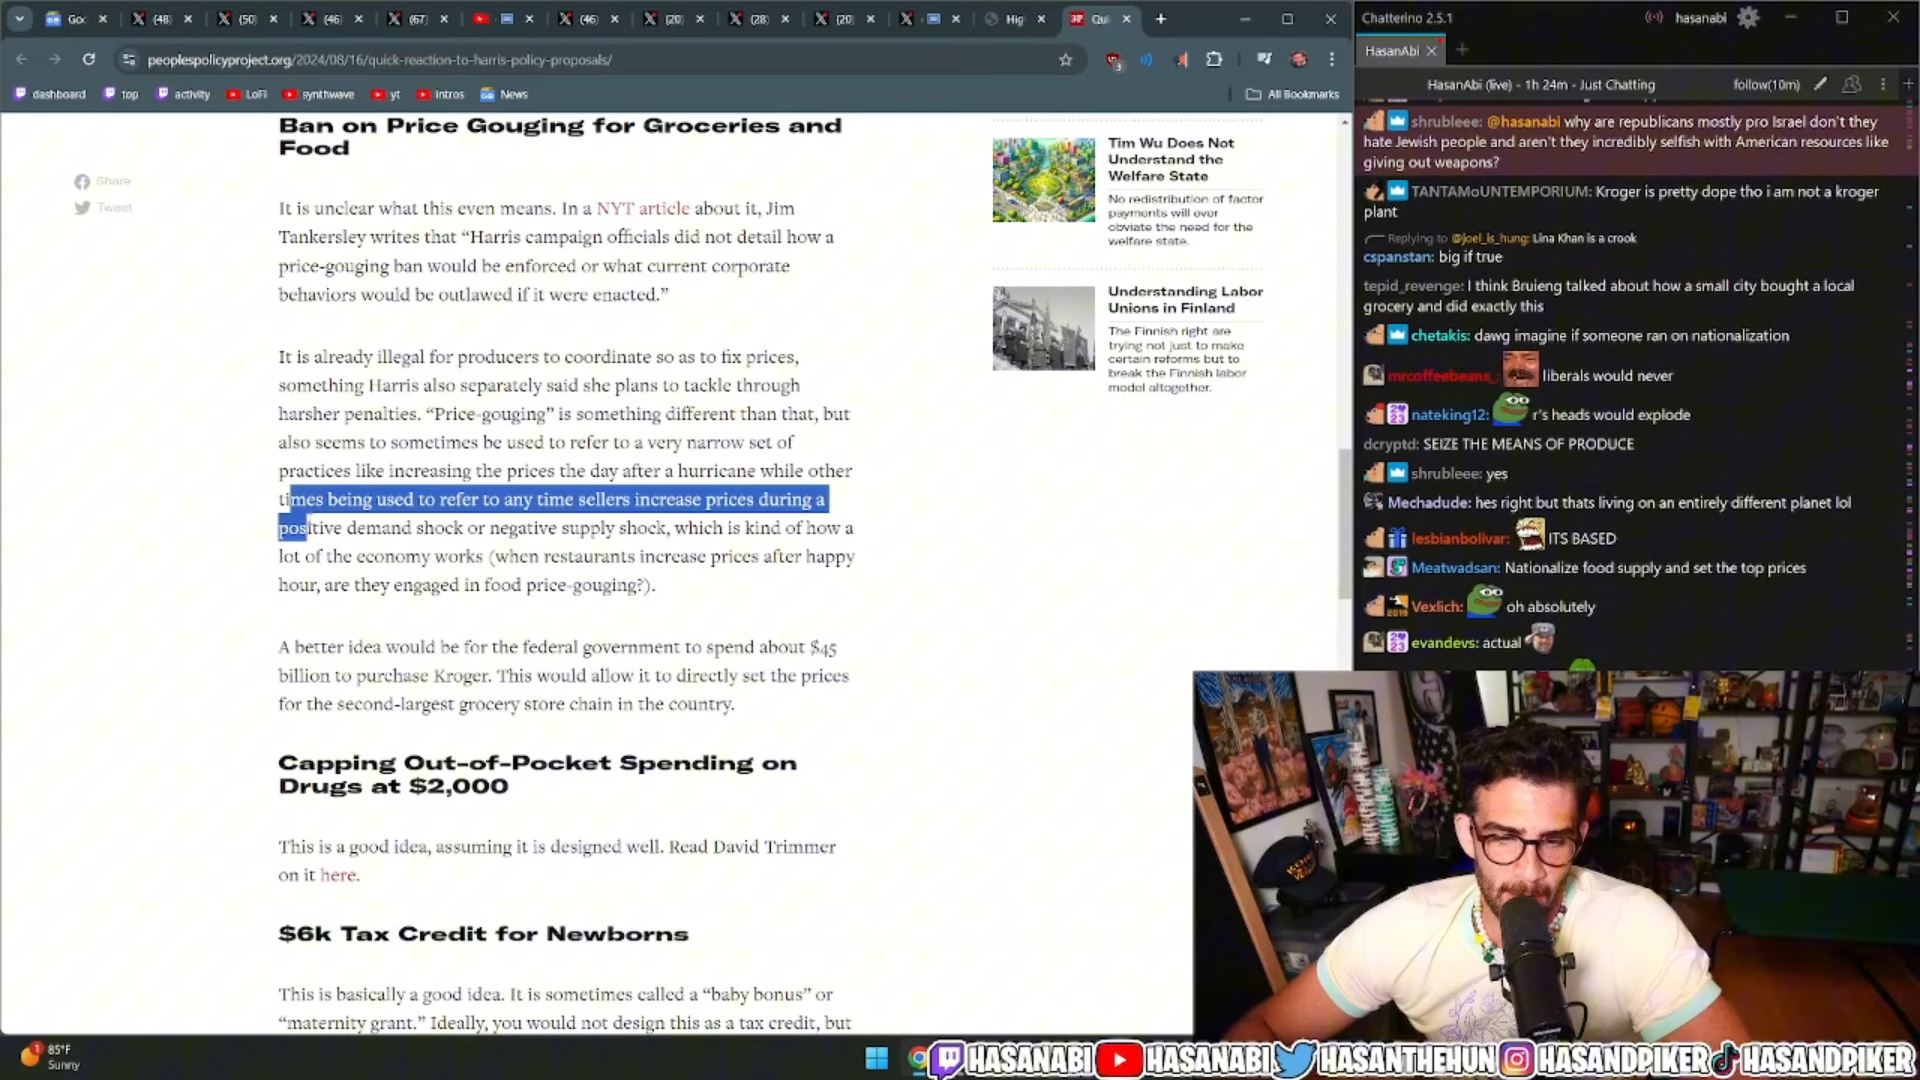 Goo
(48)
(50)
(46)
(67)
(46)
(20)
(28)
(20)
Hig
Qui
peoplespolicyproject.org/2024/08/16/quick-reaction-to-harris-policy-proposals/
3
dashboard
top
activity
LoFi
synthwave
yt
intros
News
All Bookmarks
Share
Tweet
Ban on Price Gouging for Groceries and
Food
It is unclear what this even means. In a NYT article about it, Jim
Tankersley writes that “Harris campaign officials did not detail how a
price-gouging ban would be enforced or what current corporate
behaviors would be outlawed if it were enacted.”
It is already illegal for producers to coordinate so as to fix prices,
something Harris also separately said she plans to tackle through
harsher penalties. “Price-gouging” is something different than that, but
also seems to sometimes be used to refer to a very narrow set of
practices like increasing the prices the day after a hurricane while other
times being used to refer to any time sellers increase prices during a
positive demand shock or negative supply shock, which is kind of how a
lot of the economy works (when restaurants increase prices after happy
hour, are they engaged in food price-gouging?).
A better idea would be for the federal government to spend about $45
billion to purchase Kroger. This would allow it to directly set the prices
for the second-largest grocery store chain in the country.
Capping Out-of-Pocket Spending on
Drugs at $2,000
This is a good idea, assuming it is designed well. Read David Trimmer
on it here.
$6k Tax Credit for Newborns
This is basically a good idea. It is sometimes called a “baby bonus” or
“maternity grant.” Ideally, you would not design this as a tax credit, but
Tim Wu Does Not
Understand the
Welfare State
No redistribution of factor
payments will ever
obviate the need for the
welfare state.
Understanding Labor
Unions in Finland
The Finnish right are
trying not just to make
certain reforms but to
break the Finnish labor
model altogether.
Chatterino 2.5.1
hasanabi
HasanAbi
HasanAbi (live) - 1h 24m - Just Chatting
follow(10m)
shrubleee: @hasanabi why are republicans mostly pro Israel don't they
hate Jewish people and aren't they incredibly selfish with American resources like
giving out weapons?
TANTAMoUNTEMPORIUM: Kroger is pretty dope tho i am not a kroger
plant
Replying to @joel_is_hung: Lina Khan is a crook
cspanstan: big if true
tepid_revenge: I think Bruieng talked about how a small city bought a local
grocery and did exactly this
chetakis: dawg imagine if someone ran on nationalization
mrcoffeebeans_: liberals would never
nateking12: r's heads would explode
dcryptd: SEIZE THE MEANS OF PRODUCE
shrubleee: yes
Mechadude: hes right but thats living on an entirely different planet lol
lesbianbolivar: ITS BASED
Meatwadsan: Nationalize food supply and set the top prices
Vexlich: oh absolutely
evandevs: actual
1
85°F
Sunny
HASANABI
HASANABI
HASANTHEHUN
HASANDPIKER
HASANDPIKER